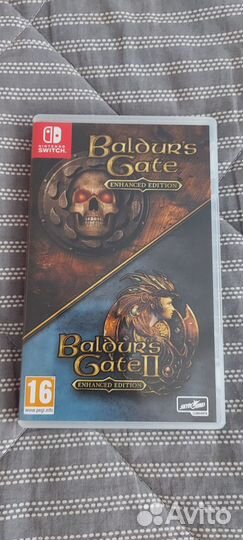 NINTENDO
SWITCH
BALDUR'S
GATE
ENHANCED EDITION
BALDUR'S
GATE II
ENHANCED EDITION
16
www.pegi.info
Avito